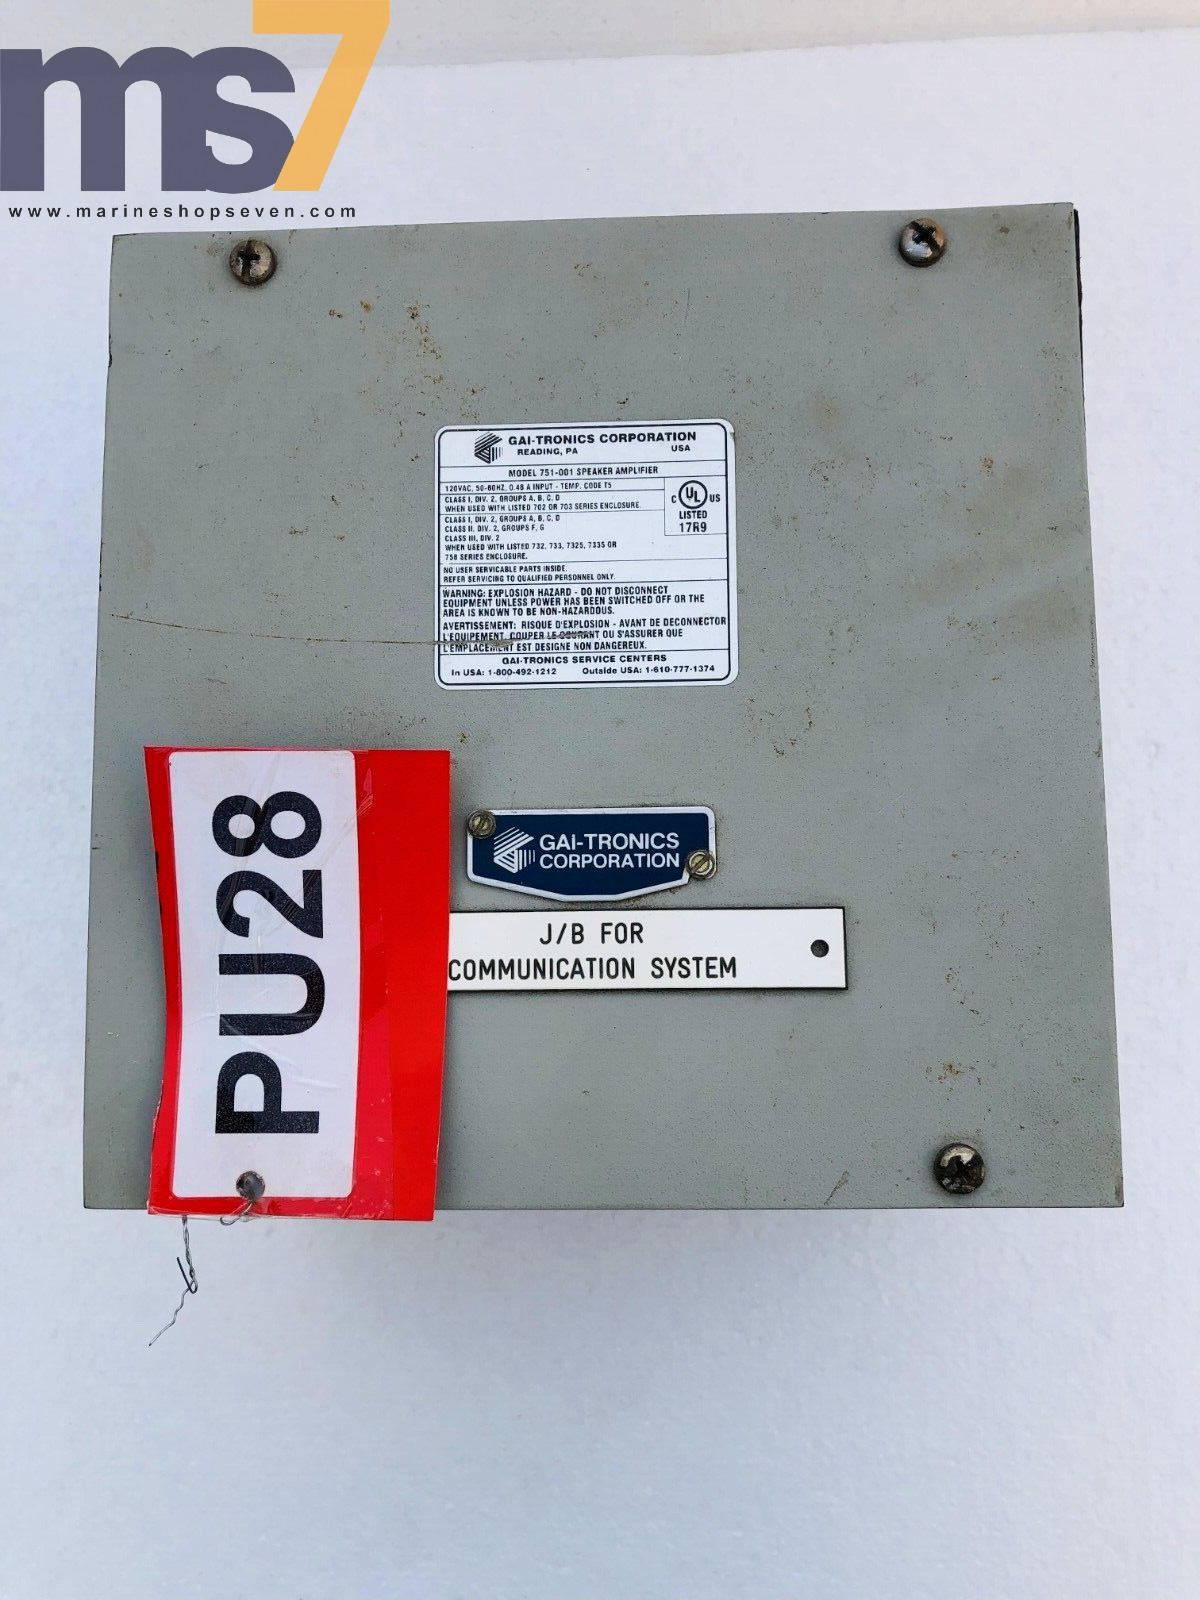 ms7
www.marineshopseven.com
GAI-TRONICS CORPORATION
READING, PA USA
MODEL 751-001 SPEAKER AMPLIFIER
120VAC, 50-60HZ, 0.48 A INPUT - TEMP. CODE T5
CLASS I, DIV. 2, GROUPS A, B, C, D
WHEN USED WITH LISTED 702 OR 703 SERIES ENCLOSURE.
CLASS I, DIV. 2, GROUPS A, B, C, D
CLASS II, DIV. 2, GROUPS F, G
CLASS III, DIV. 2
WHEN USED WITH LISTED 732, 733, 7325, 7335 OR
758 SERIES ENCLOSURE.
C UL US
LISTED
17R9
NO USER SERVICABLE PARTS INSIDE.
REFER SERVICING TO QUALIFIED PERSONNEL ONLY.
WARNING: EXPLOSION HAZARD - DO NOT DISCONNECT
EQUIPMENT UNLESS POWER HAS BEEN SWITCHED OFF OR THE
AREA IS KNOWN TO BE NON-HAZARDOUS.
AVERTISSEMENT: RISQUE D'EXPLOSION - AVANT DE DECONNECTOR
L'EQUIPEMENT, COUPER LE COURANT OU S'ASSURER QUE
L'EMPLACEMENT EST DESIGNE NON DANGEREUX.
GAI-TRONICS SERVICE CENTERS
In USA: 1-800-492-1212 Outside USA: 1-610-777-1374
GAI-TRONICS
CORPORATION
J/B FOR
COMMUNICATION SYSTEM
PU28